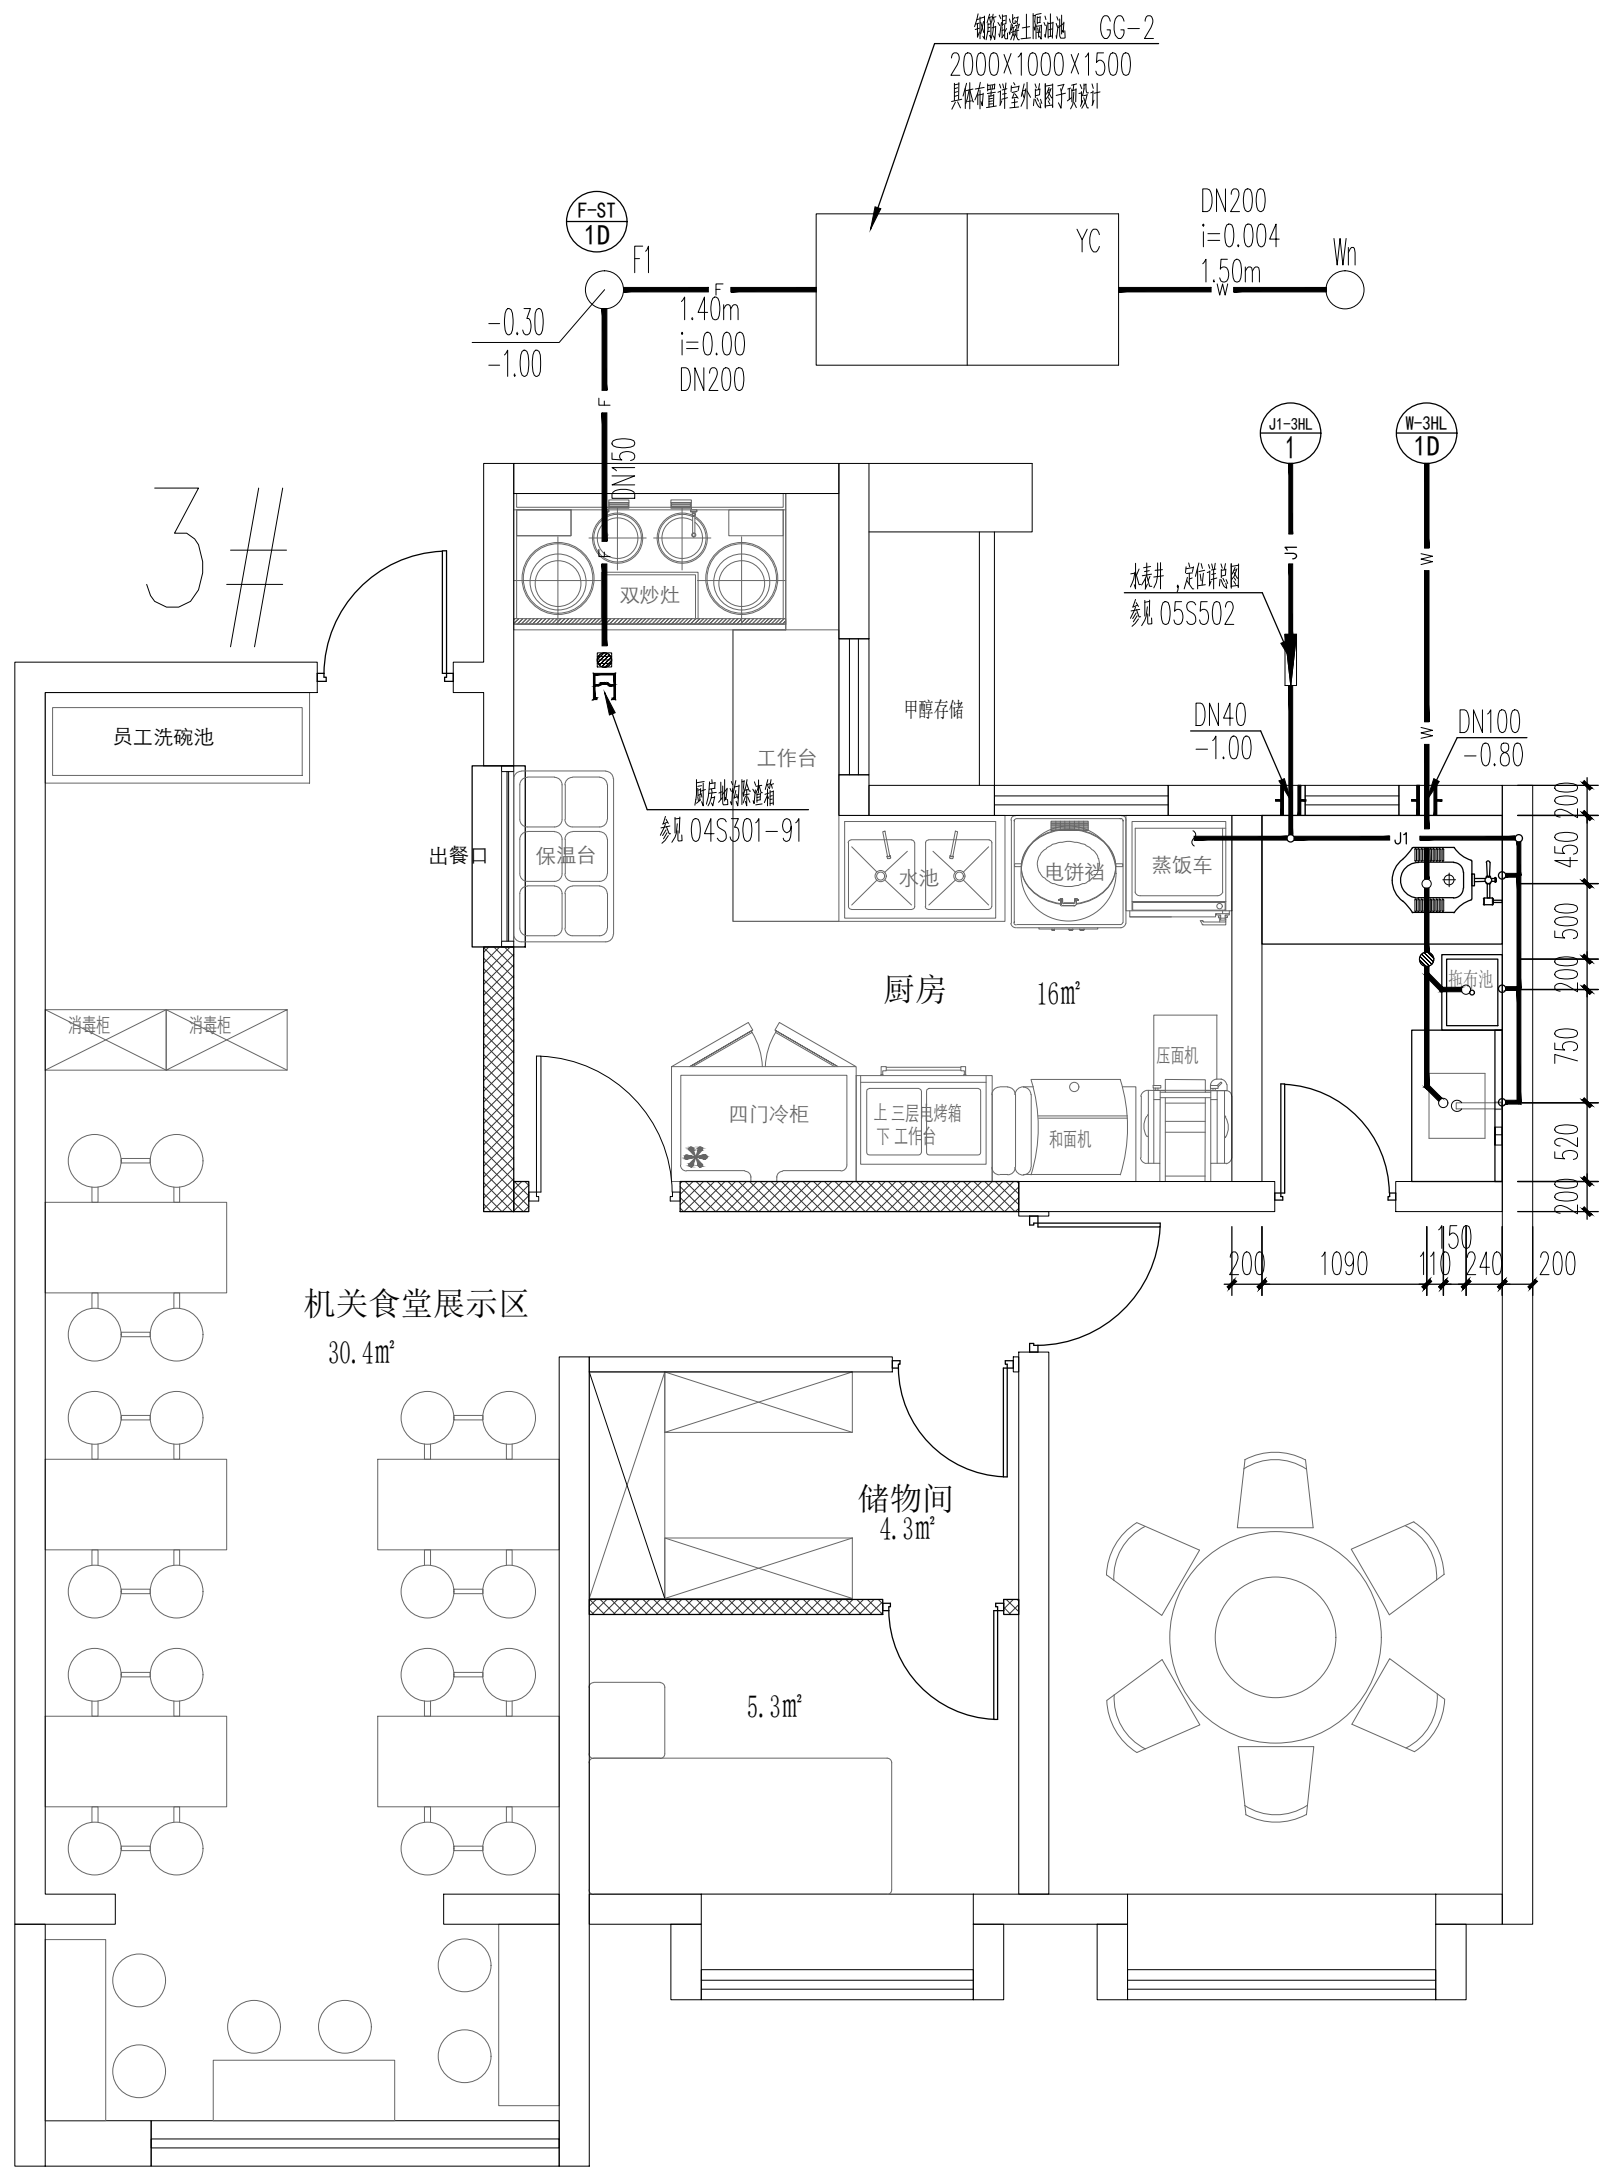 钢筋混凝土隔油池 GG-2
2000×1000×1500
具体布置详室外总图子项设计
F-ST
1D
F1
YC
DN200
i=0.004
1.50m
Wn
F
W
-0.30
-1.00
1.40m
i=0.00
DN200
F
DN150
J1-3HL
1
W-3HL
1D
3#
F
J1
W
双炒灶
水表井 ,定位详总图
参见 05S502
甲醇存储
DN40
-1.00
W
DN100
-0.80
员工洗碗池
工作台
厨房地沟除渣箱
参见 04S301-91
200
出餐口
保温台
水池
电饼裆
蒸饭车
J1
450
500
厨房
16㎡
拖布池
200
消毒柜
消毒柜
压面机
750
四门冷柜
上 三层电烤箱
下 工作台
和面机
520
200
150
200
1090
110
240
200
机关食堂展示区
30.4㎡
储物间
4.3㎡
5.3㎡